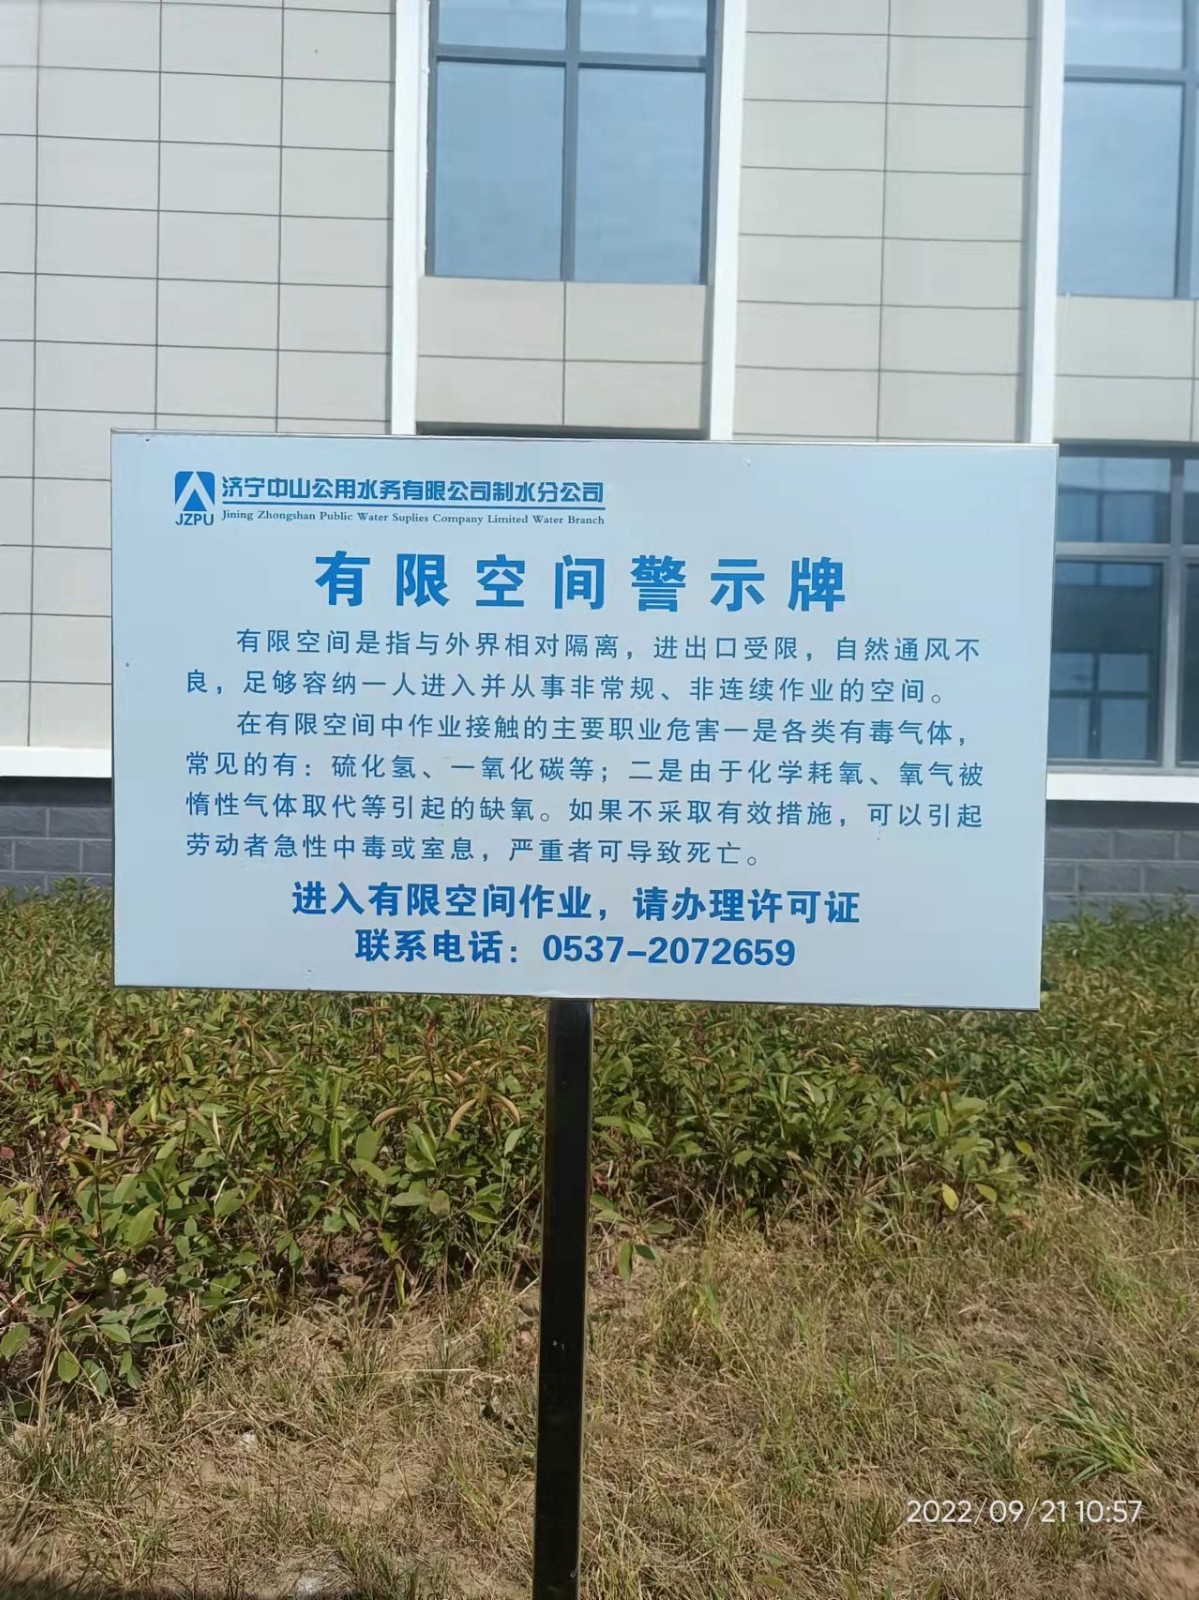 济宁中山公用水务有限公司制水分公司
JZPU
Jining Zhongshan Public Water Suplies Company Limited Water Branch
有限空间警示牌
有限空间是指与外界相对隔离，进出口受限，自然通风不
良，足够容纳一人进入并从事非常规、非连续作业的空间。
在有限空间中作业接触的主要职业危害一是各类有毒气体，
常见的有：硫化氢、一氧化碳等；二是由于化学耗氧、氧气被
惰性气体取代等引起的缺氧。如果不采取有效措施，可以引起
劳动者急性中毒或室息，严重者可导致死亡。
进入有限空间作业，请办理许可证
联系电话：0537-2072659
2022/09/21 10:57